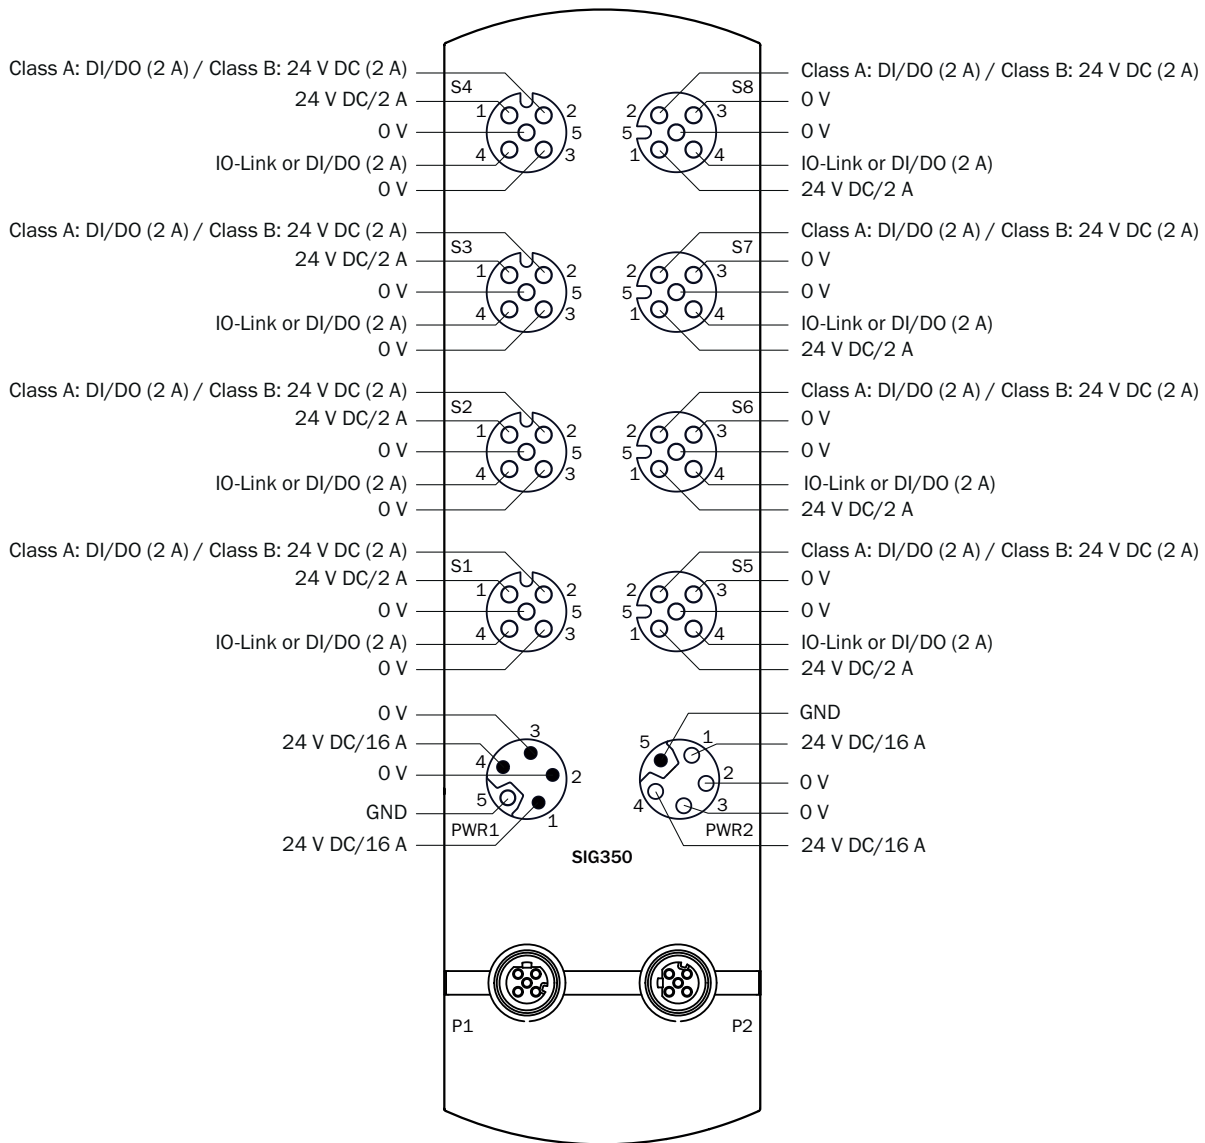 Class A: DI/DO (2 A) / Class B: 24 V DC (2 A)
S4
24 V DC/2 A
1
2
0 V
5
IO-Link or DI/DO (2 A)
4
3
0 V
Class A: DI/DO (2 A) / Class B: 24 V DC (2 A)
S8
0 V
2
3
0 V
5
IO-Link or DI/DO (2 A)
1
4
24 V DC/2 A
Class A: DI/DO (2 A) / Class B: 24 V DC (2 A)
S3
24 V DC/2 A
1
2
0 V
5
IO-Link or DI/DO (2 A)
4
3
0 V
Class A: DI/DO (2 A) / Class B: 24 V DC (2 A)
S7
0 V
2
3
0 V
5
IO-Link or DI/DO (2 A)
1
4
24 V DC/2 A
Class A: DI/DO (2 A) / Class B: 24 V DC (2 A)
S2
24 V DC/2 A
1
2
0 V
5
IO-Link or DI/DO (2 A)
4
3
0 V
Class A: DI/DO (2 A) / Class B: 24 V DC (2 A)
S6
0 V
2
3
0 V
5
IO-Link or DI/DO (2 A)
1
4
24 V DC/2 A
Class A: DI/DO (2 A) / Class B: 24 V DC (2 A)
S1
24 V DC/2 A
1
2
0 V
5
IO-Link or DI/DO (2 A)
4
3
0 V
Class A: DI/DO (2 A) / Class B: 24 V DC (2 A)
S5
0 V
2
3
0 V
5
IO-Link or DI/DO (2 A)
1
4
24 V DC/2 A
0 V
3
24 V DC/16 A
4
0 V
2
5
GND
1
PWR1
24 V DC/16 A
GND
5
1
24 V DC/16 A
2
0 V
4
3
0 V
PWR2
24 V DC/16 A
SIG350
P1
P2